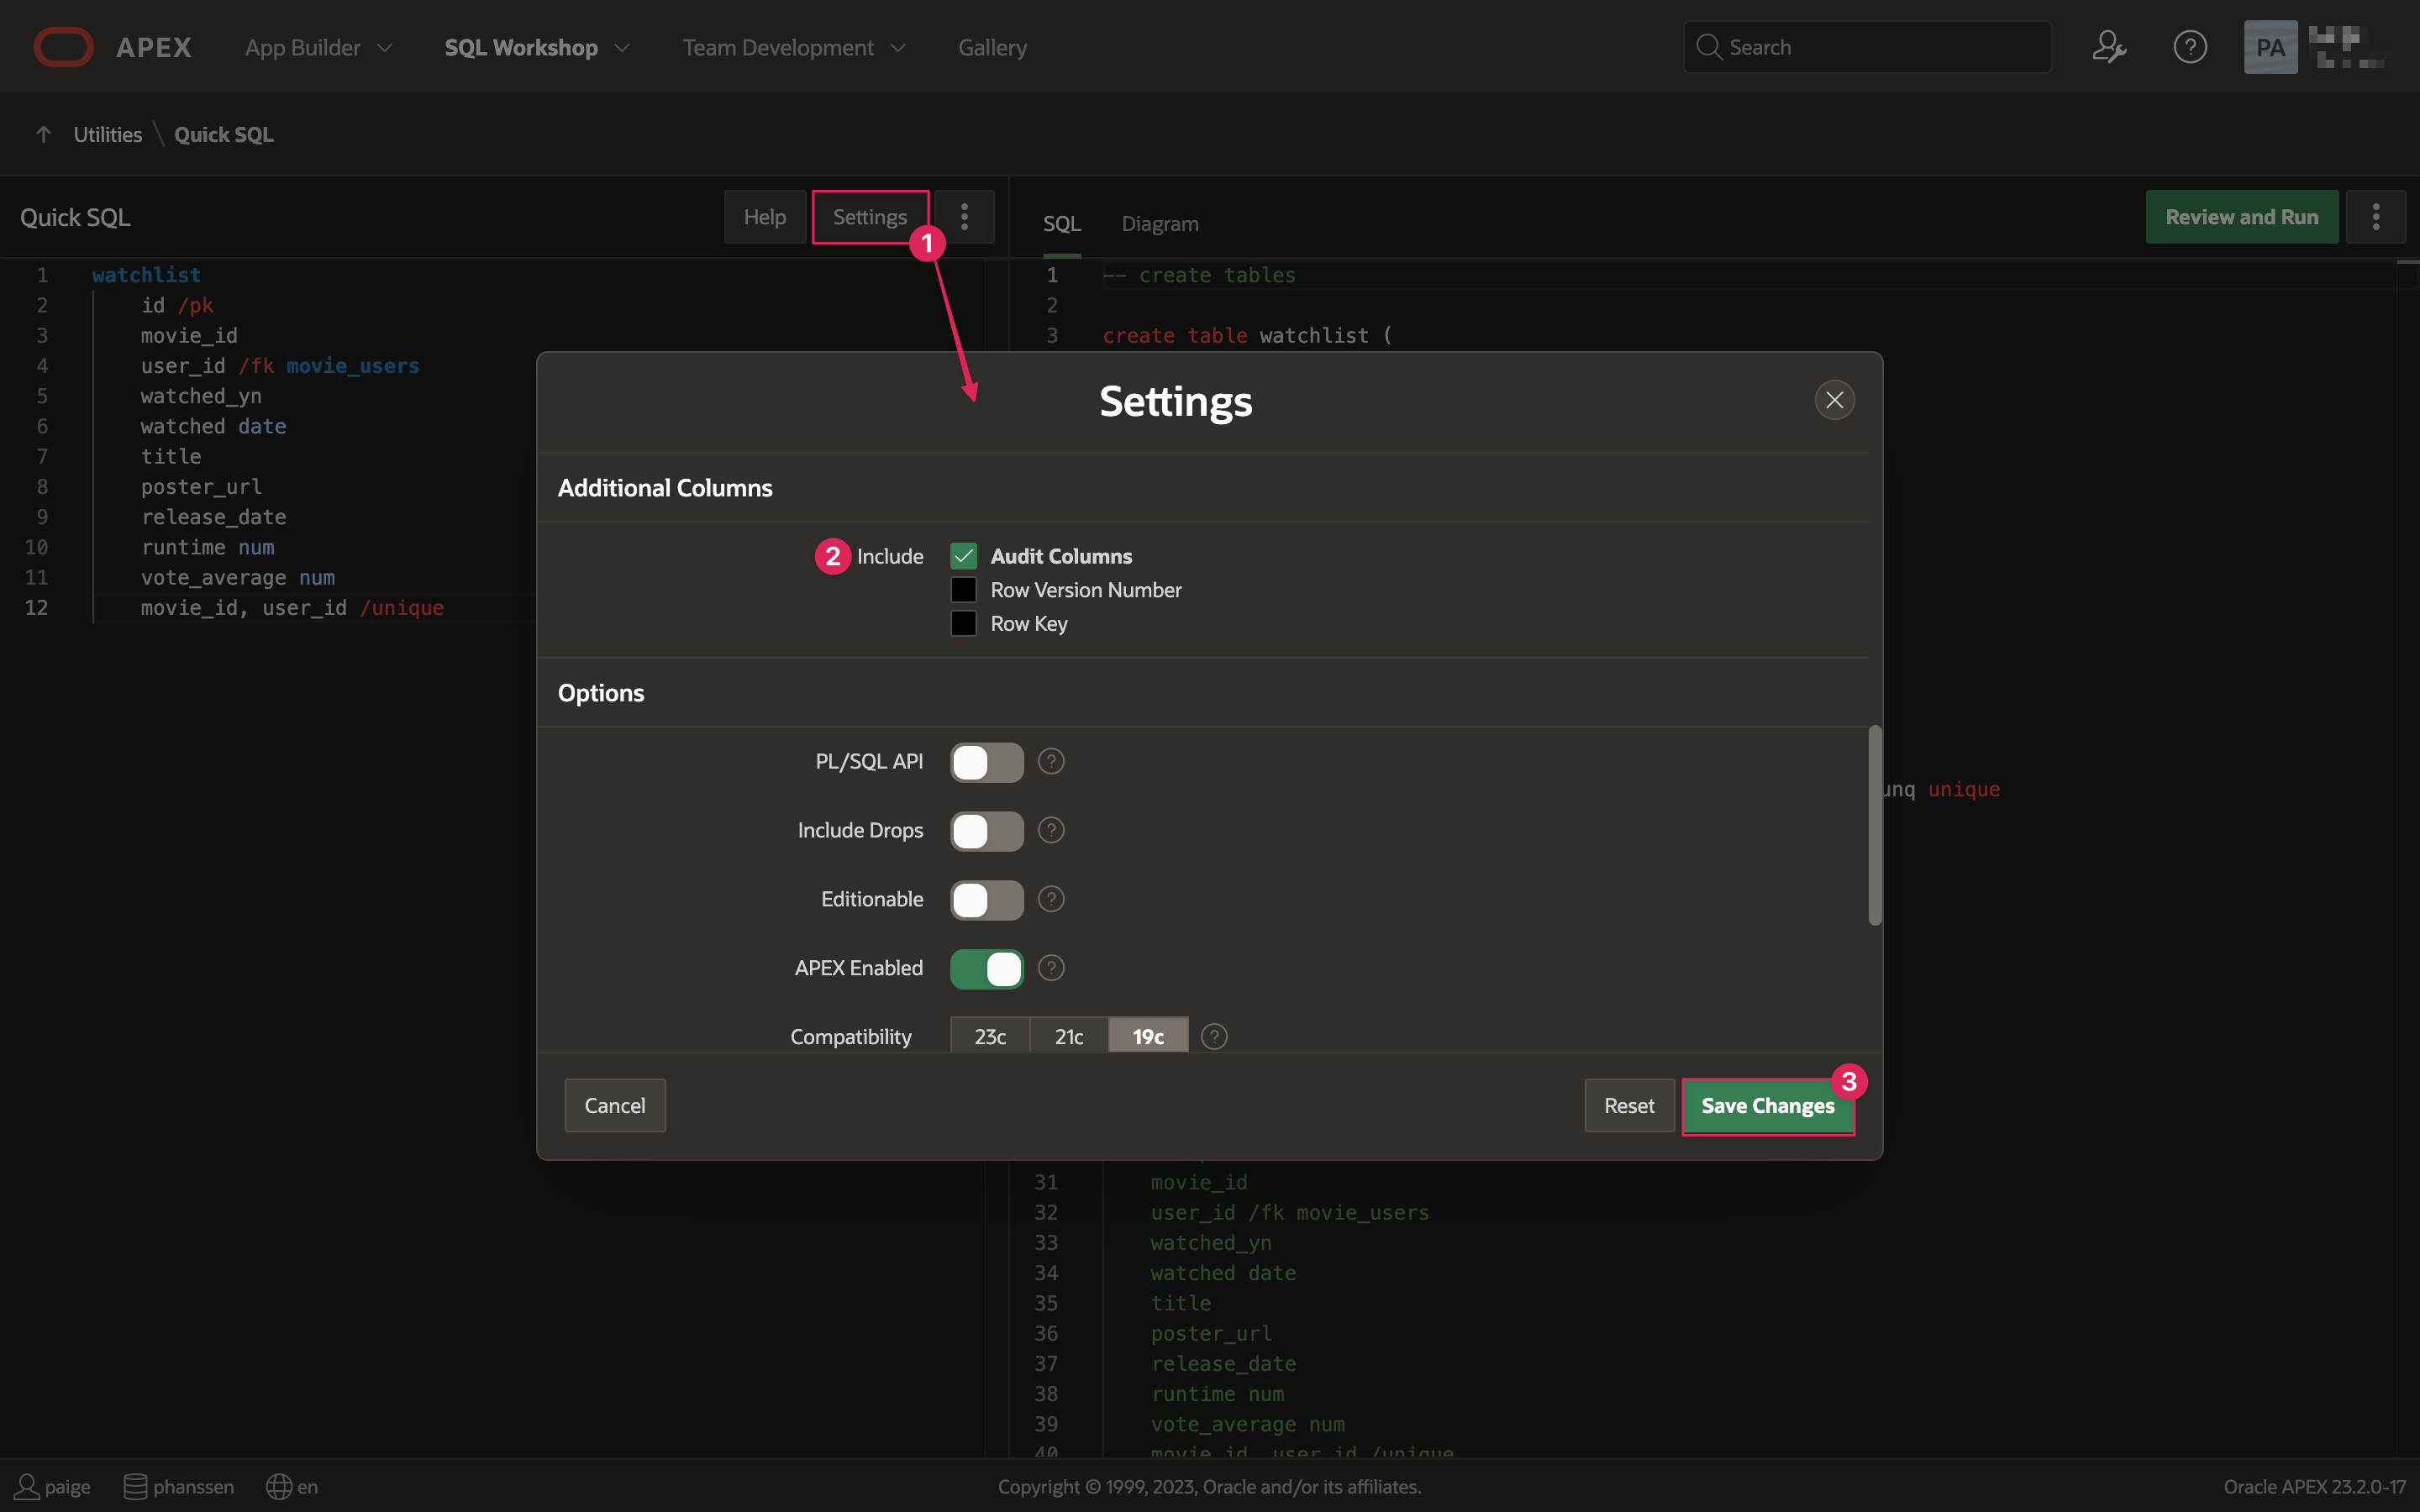 APEX App Builder SQL Workshop Team Development Gallery Search PA
Utilities \ Quick SQL
Quick SQL Help Settings 1
SQL Diagram Review and Run
1 watchlist
2 id /pk
3 movie_id
4 user_id /fk movie_users
5 watched_yn
6 watched date
7 title
8 poster_url
9 release_date
10 runtime num
11 vote_average num
12 movie_id, user_id /unique
1 -- create tables
2
3 create table watchlist (
unq unique
Settings
Additional Columns
2 Include Audit Columns
Row Version Number
Row Key
Options
PL/SQL API
Include Drops
Editionable
APEX Enabled
Compatibility 23c 21c 19c
Cancel Reset Save Changes 3
31 movie_id
32 user_id /fk movie_users
33 watched_yn
34 watched date
35 title
36 poster_url
37 release_date
38 runtime num
39 vote_average num
40 movie_id, user_id /unique
paige phanssen en Copyright © 1999, 2023, Oracle and/or its affiliates. Oracle APEX 23.2.0-17